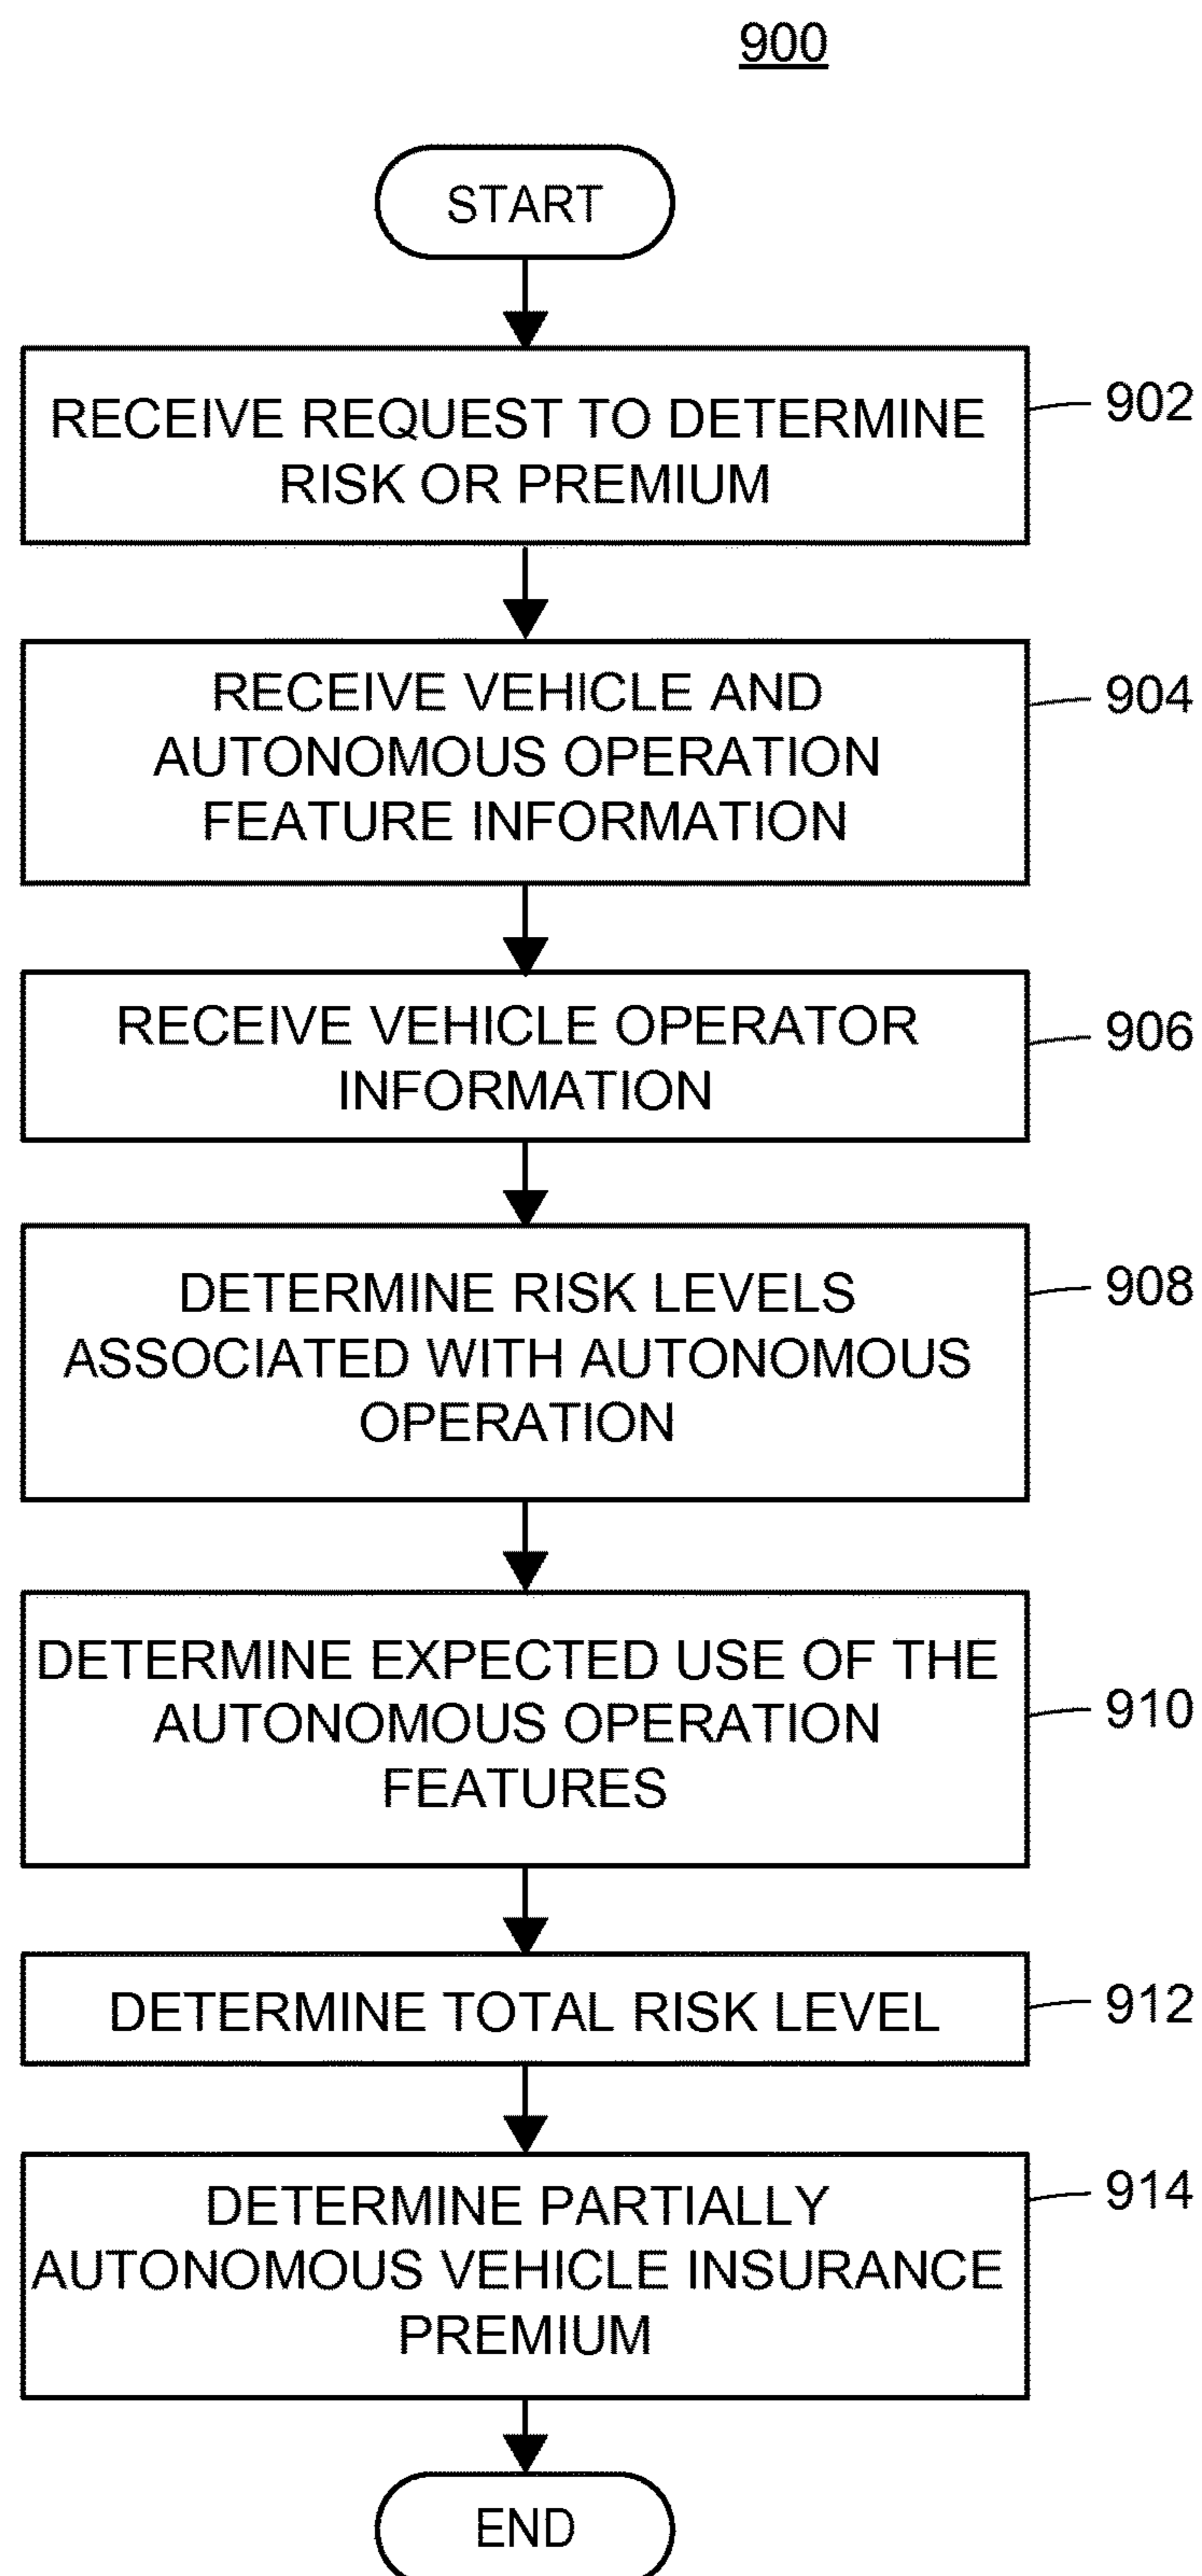 900
START
RECEIVE REQUEST TO DETERMINE
RISK OR PREMIUM
902
RECEIVE VEHICLE AND
AUTONOMOUS OPERATION
FEATURE INFORMATION
904
RECEIVE VEHICLE OPERATOR
INFORMATION
906
DETERMINE RISK LEVELS
ASSOCIATED WITH AUTONOMOUS
OPERATION
908
DETERMINE EXPECTED USE OF THE
AUTONOMOUS OPERATION
FEATURES
910
DETERMINE TOTAL RISK LEVEL
912
DETERMINE PARTIALLY
AUTONOMOUS VEHICLE INSURANCE
PREMIUM
914
END